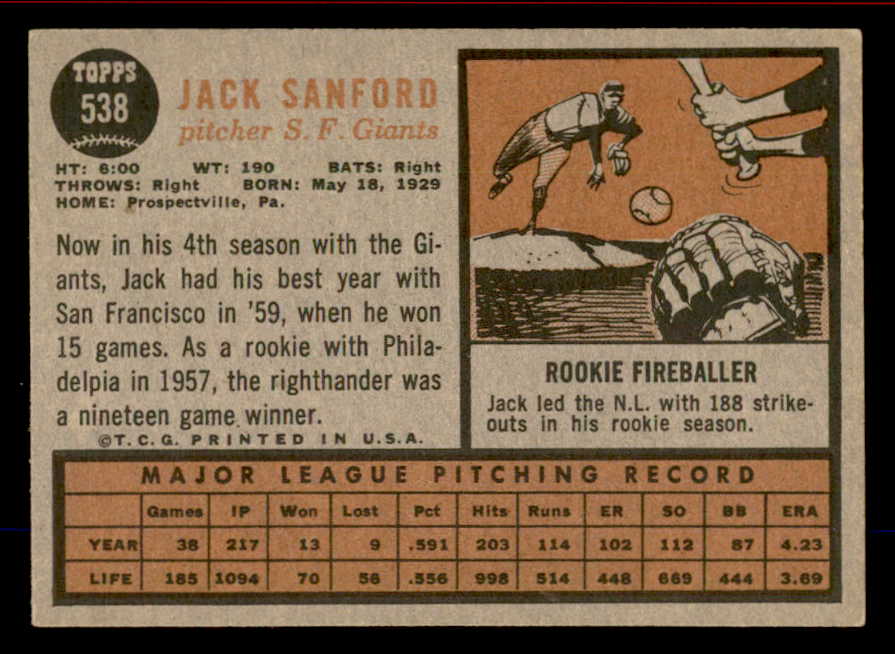 TOPPS
538
JACK SANFORD
pitcher S. F. Giants
HT: 6:00 WT: 190 BATS: Right
THROWS: Right BORN: May 18, 1929
HOME: Prospectville, Pa.
Now in his 4th season with the Gi-
ants, Jack had his best year with
San Francisco in '59, when he won
15 games. As a rookie with Phila-
delpia in 1957, the righthander was
a nineteen game winner.
©T. C. G. PRINTED IN U.S.A.
ROOKIE FIREBALLER
Jack led the N.L. with 188 strike-
outs in his rookie season.
MAJOR LEAGUE PITCHING RECORD
Games IP Won Lost Pct Hits Runs ER SO BB ERA
YEAR 38 217 13 9 .591 203 114 102 112 87 4.23
LIFE 185 1094 70 56 .556 998 514 448 669 444 3.69